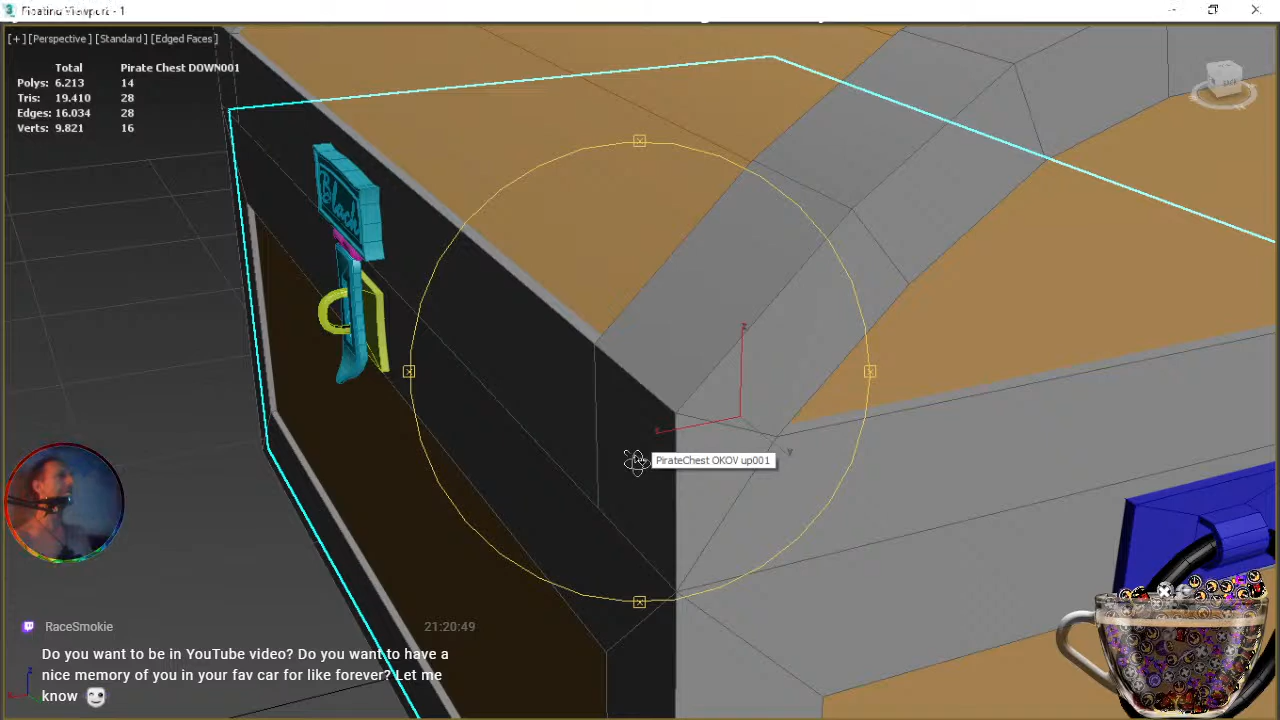 Floating Viewport - 1
[+] [Perspective] [Standard] [Edged Faces]
Total Pirate Chest DOWN001
Polys: 6.213 14
Tris: 19.410 28
Edges: 16.034 28
Verts: 9.821 16
Black
z
PirateChest OKOV up001
RaceSmokie 21:20:49
Do you want to be in YouTube video? Do you want to have a
nice memory of you in your fav car for like forever? Let me
know